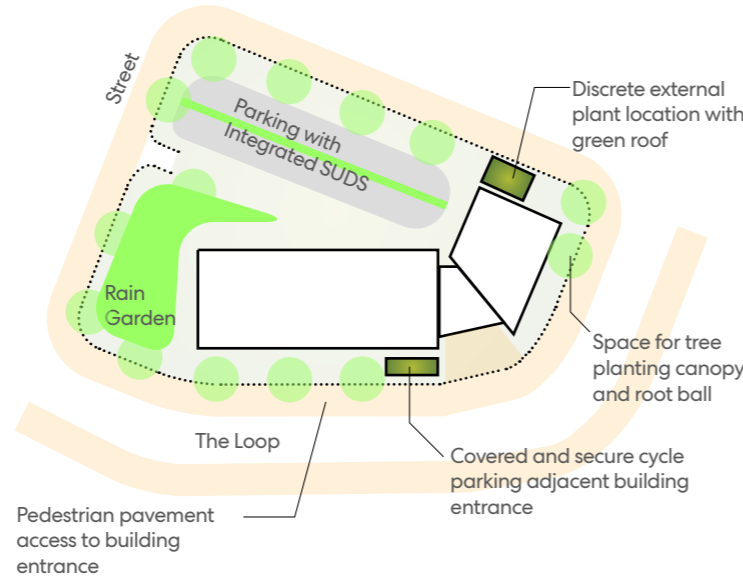 Street
Parking with
Integrated SUDS
Discrete external
plant location with
green roof
Rain
Garden
Space for tree
planting canopy
and root ball
The Loop
Covered and secure cycle
parking adjacent building
entrance
Pedestrian pavement
access to building
entrance